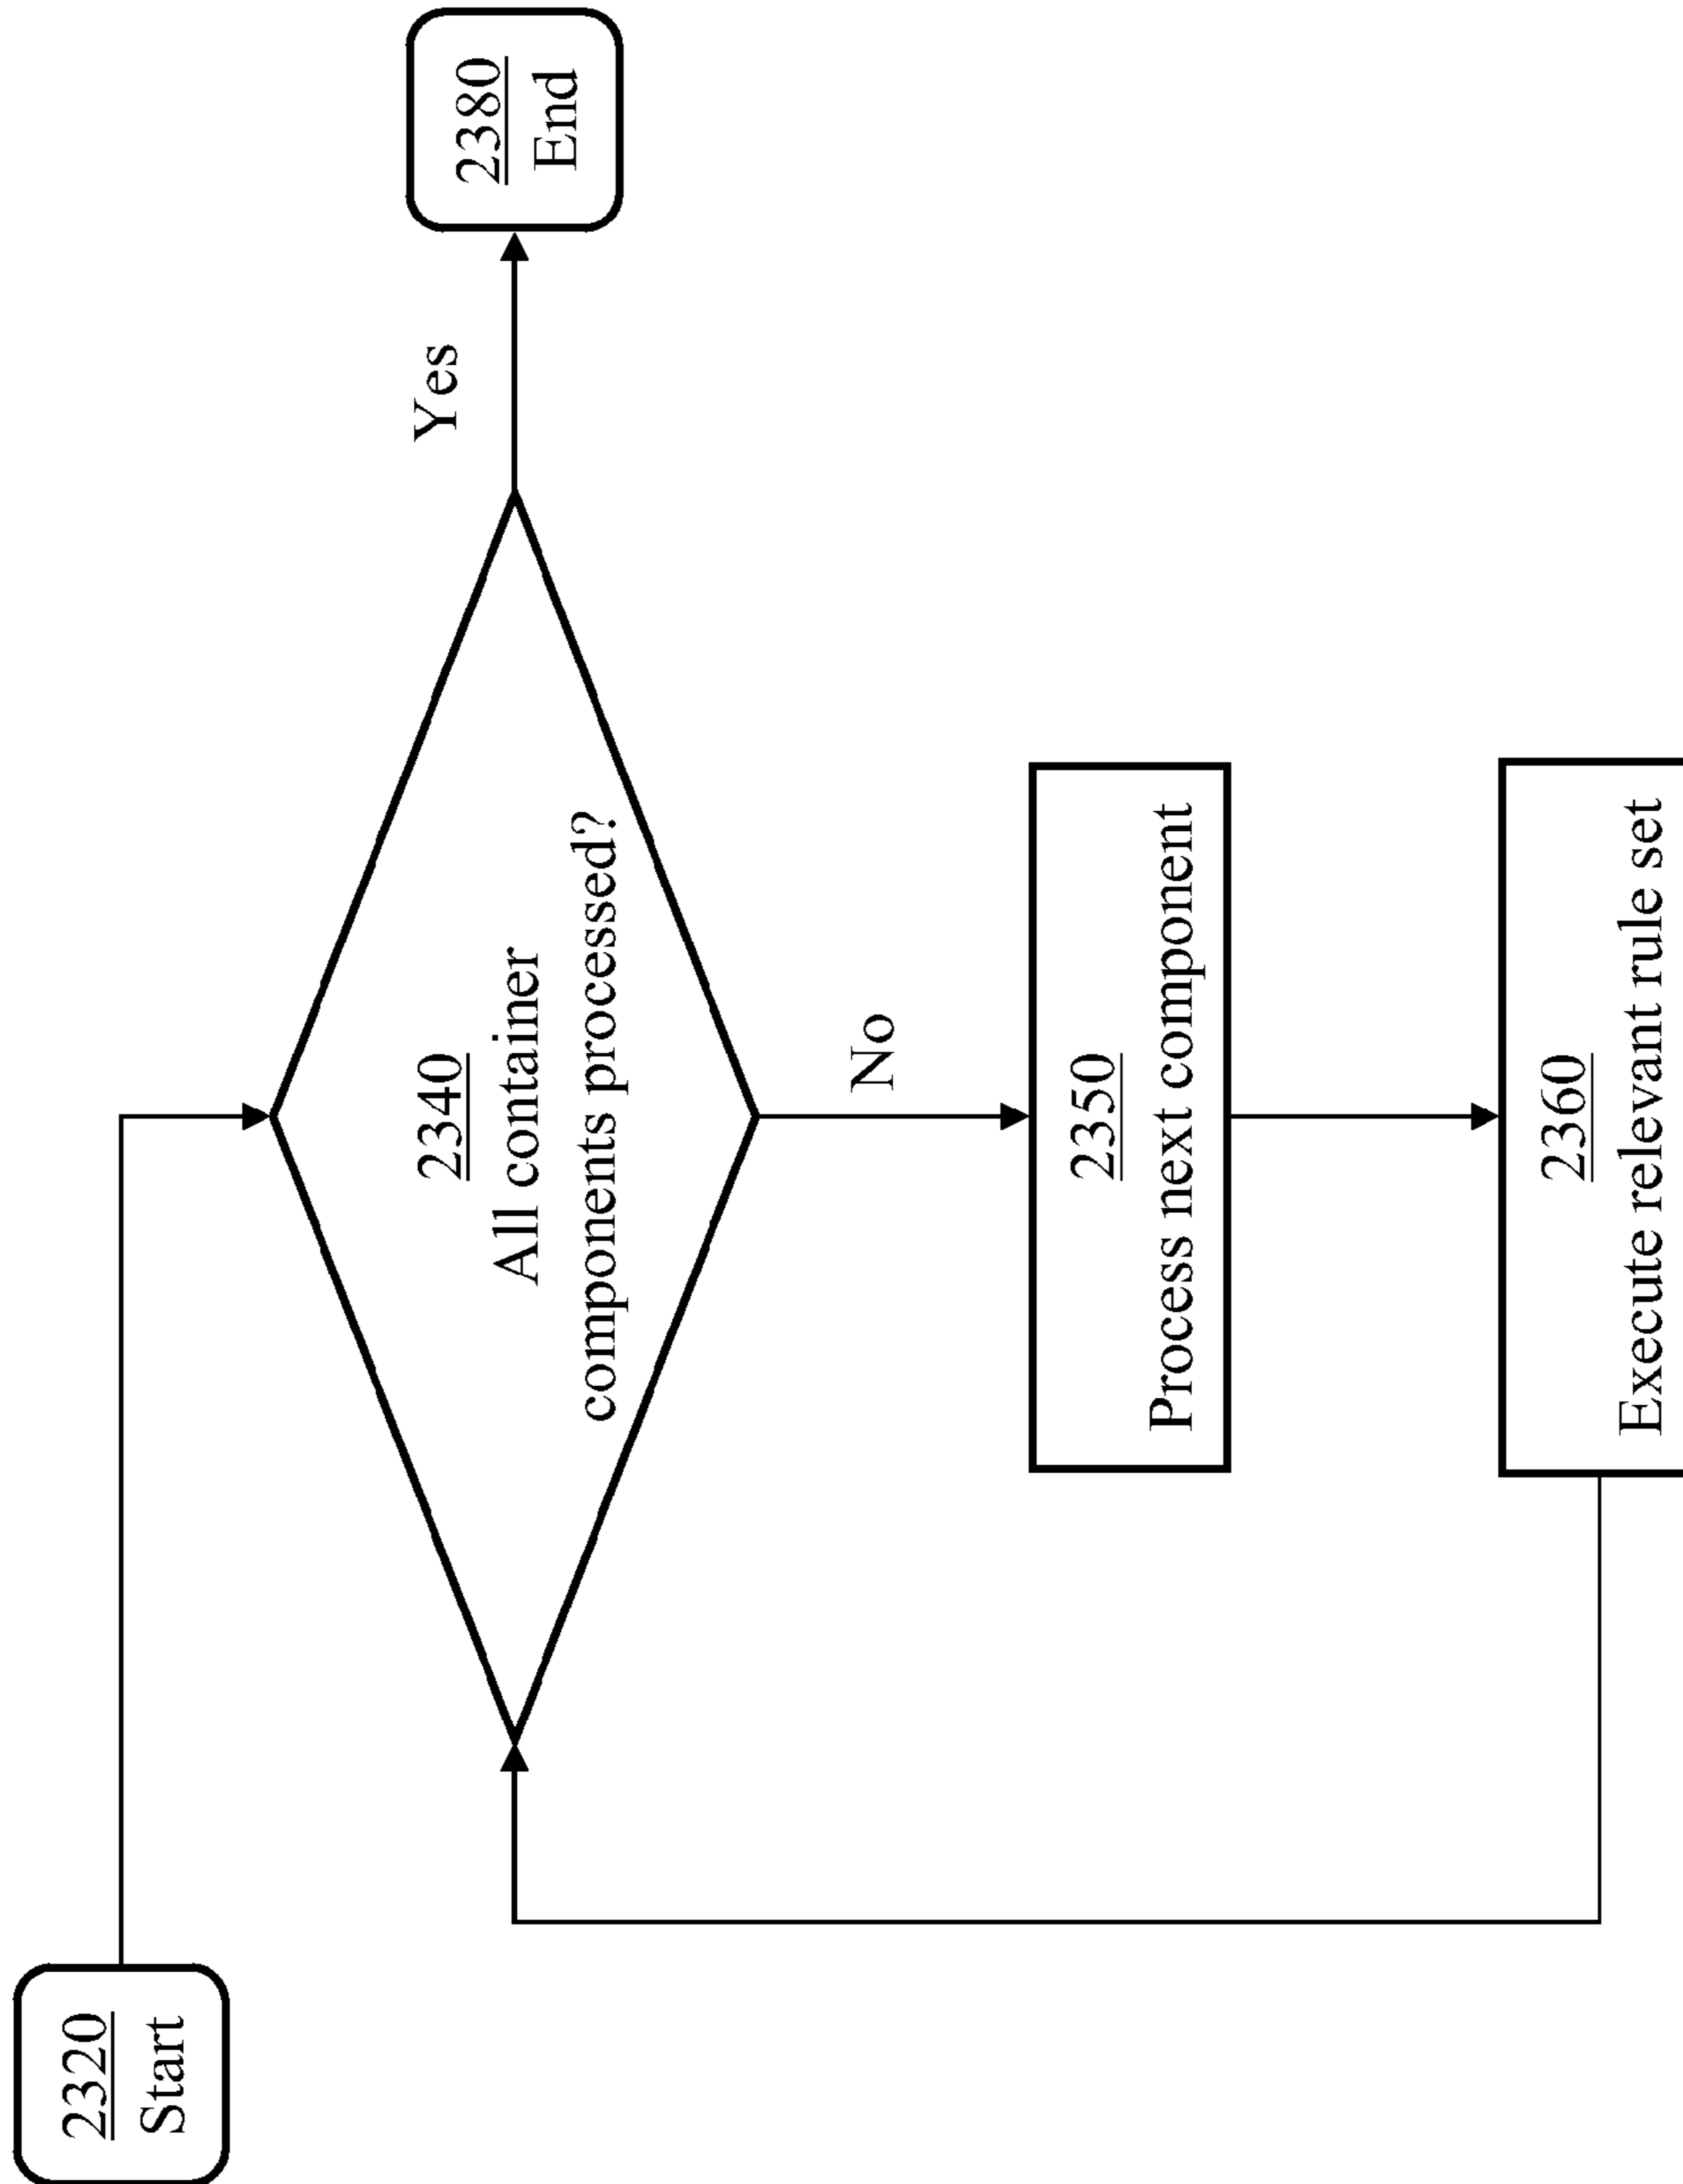 2320
Start
2340
All container
components processed?
Yes
2380
End
No
2350
Process next component
2360
Execute relevant rule set